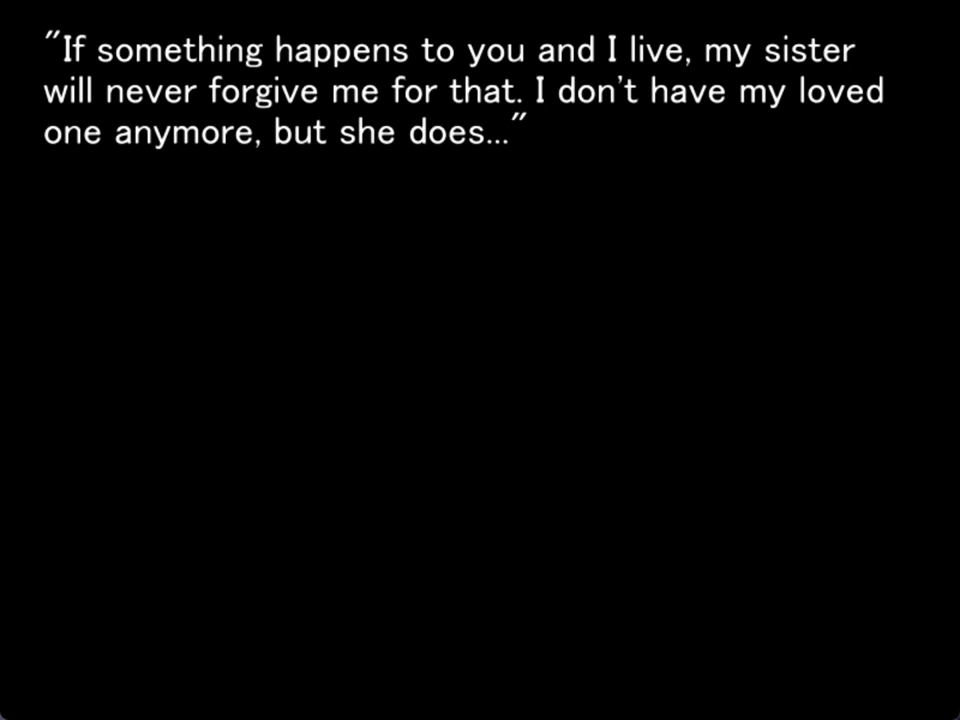 "If something happens to you and I live, my sister
will never forgive me for that. I don't have my loved
one anymore, but she does..."